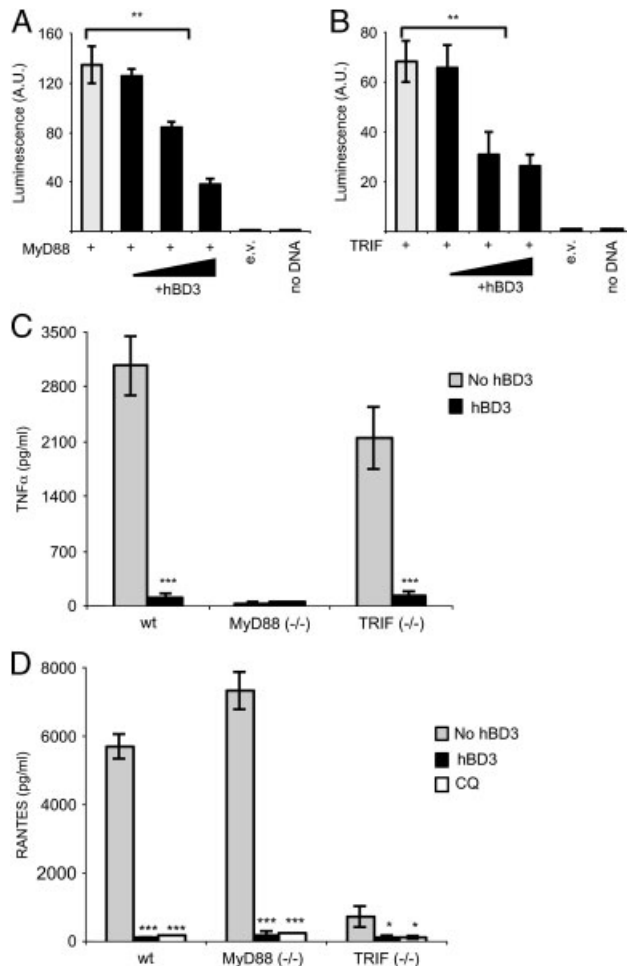 A
**
160
120
80
40
Luminescence (A.U.)
MyD88 + + + +
e.v.
no DNA
+hBD3
B
**
80
60
40
20
Luminescence (A.U.)
TRIF + + + +
e.v.
no DNA
+hBD3
C
3500
2800
2100
1400
700
0
TNFα (pg/ml)
No hBD3
hBD3
*** ***
wt MyD88 (-/-) TRIF (-/-)
D
8000
6000
4000
2000
0
RANTES (pg/ml)
No hBD3
hBD3
CQ
*** *** *** *** * *
wt MyD88 (-/-) TRIF (-/-)